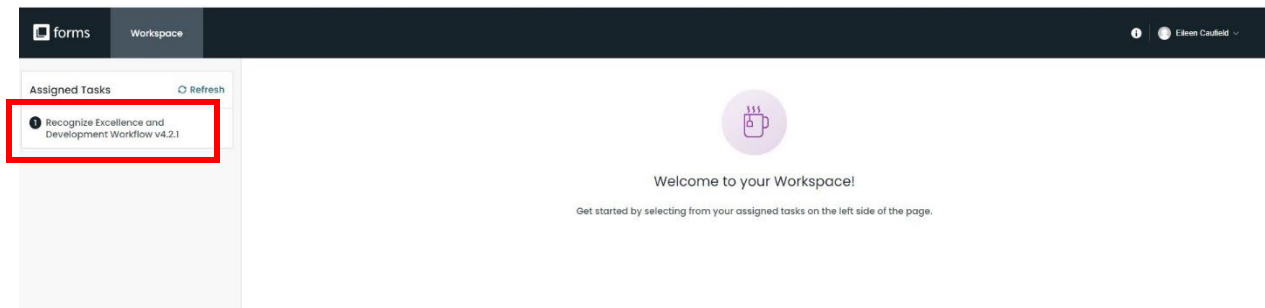 forms
Workspace
Eileen Caufield
Assigned Tasks
Refresh
1 Recognize Excellence and
Development Workflow v4.2.1
Welcome to your Workspace!
Get started by selecting from your assigned tasks on the left side of the page.